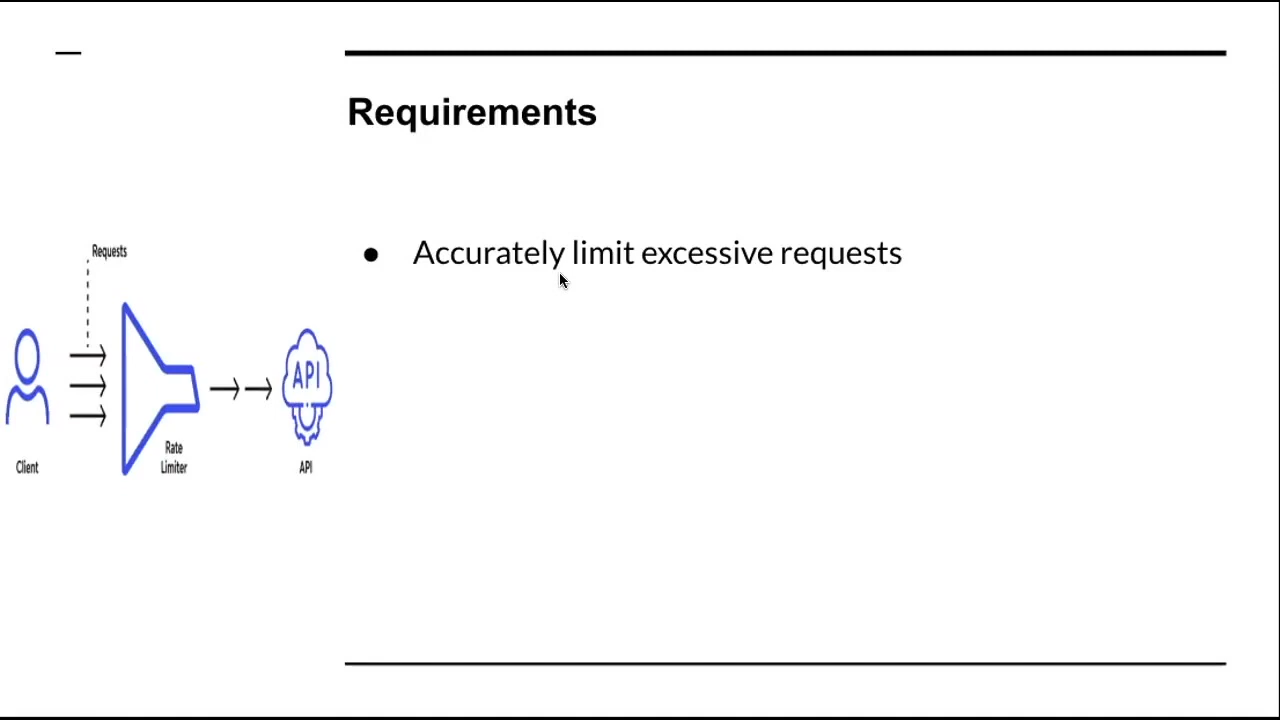 Requirements
● Accurately limit excessive requests
Requests
API
Rate
Limiter
Client
API